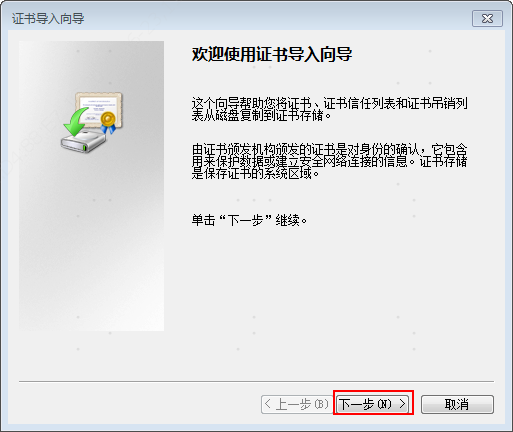 证书导入向导
欢迎使用证书导入向导
这个向导帮助您将证书、证书信任列表和证书吊销列
表从磁盘复制到证书存储。
由证书颁发机构颁发的证书是对身份的确认，它包含
用来保护数据或建立安全网络连接的信息。证书存储
是保存证书的系统区域。
单击“下一步”继续。
< 上一步(B) 下一步(N) > 取消